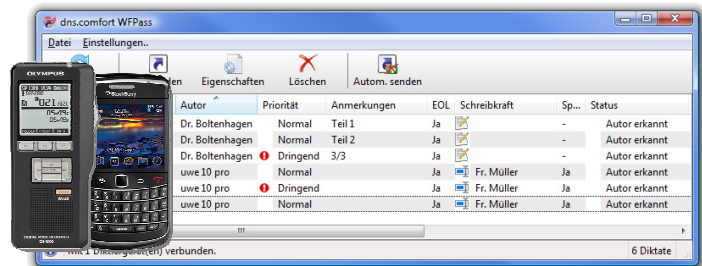 dns.comfort WFPass
Datei Einstellungen..
den Eigenschaften Löschen Autom. senden
OLYMPUS
BlackBerry
Autor Priorität Anmerkungen EOL Schreibkraft Sp... Status
Dr. Boltenhagen Normal Teil 1 Ja - Autor erkannt
Dr. Boltenhagen Normal Teil 2 Ja - Autor erkannt
Dr. Boltenhagen Dringend 3/3 Ja - Autor erkannt
uwe 10 pro Normal Ja Fr. Müller Ja Autor erkannt
uwe 10 pro Dringend Ja Fr. Müller Ja Autor erkannt
uwe 10 pro Normal Ja Fr. Müller Ja Autor erkannt
Mit 1 Diktiergerät(en) verbunden. 6 Diktate